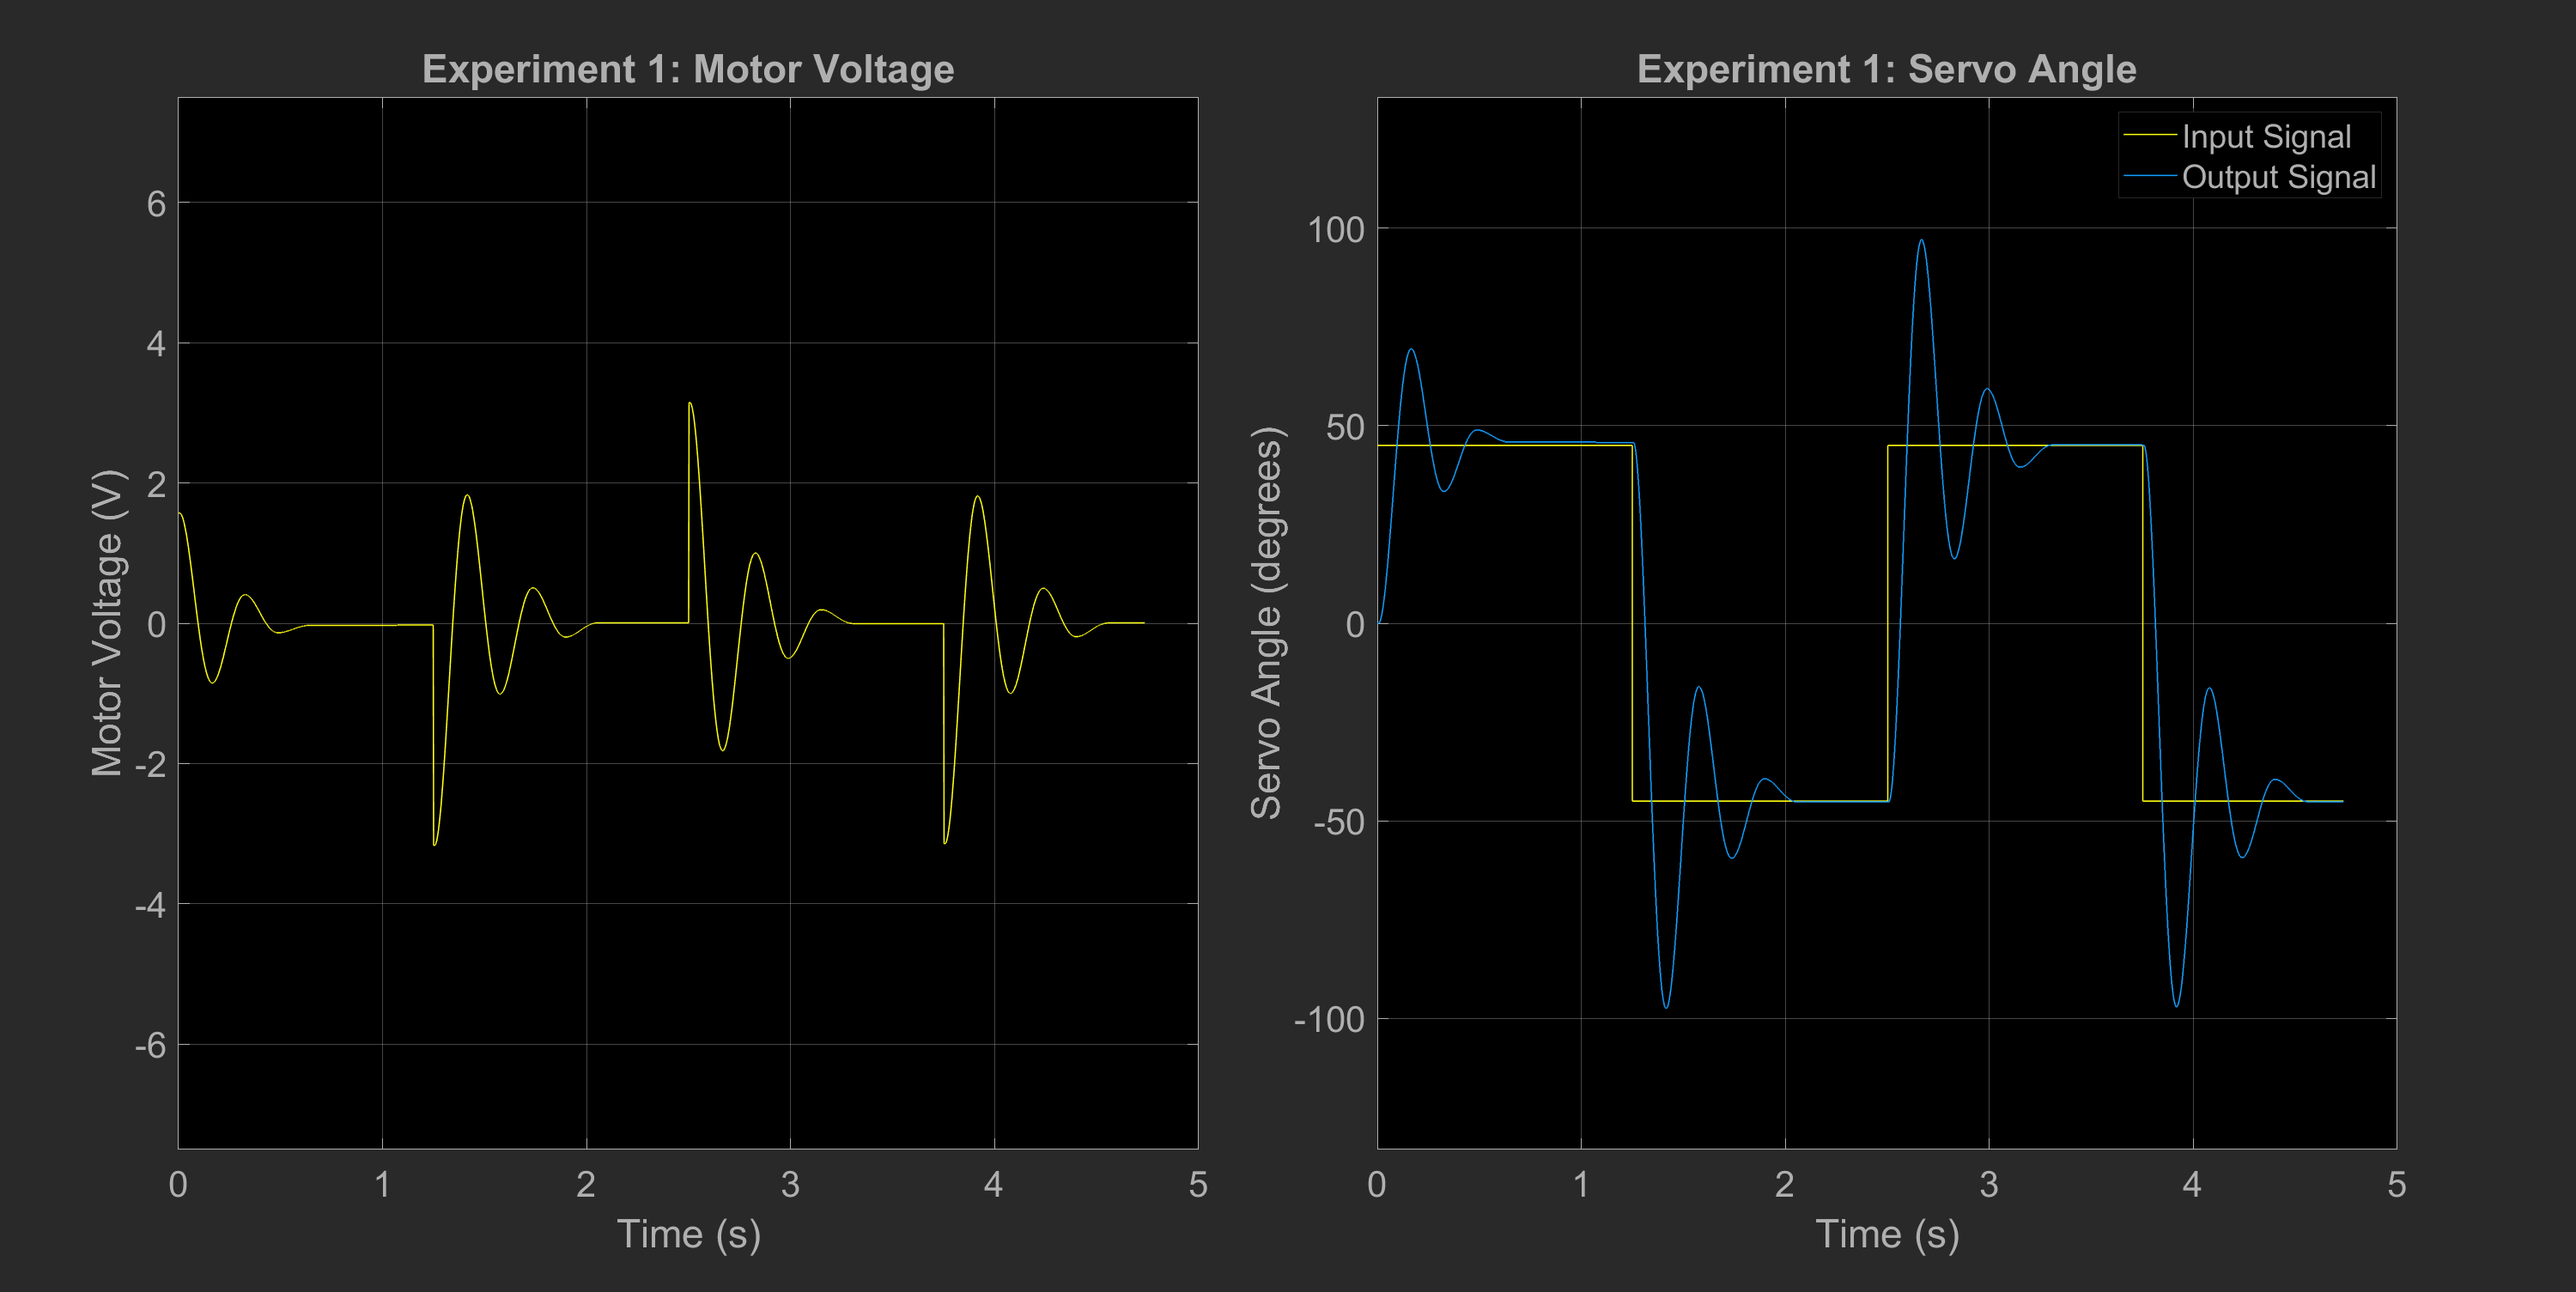 Experiment 1: Motor Voltage
6
4
2
0
-2
-4
-6
Motor Voltage (V)
0 1 2 3 4 5
Time (s)
Experiment 1: Servo Angle
Input Signal
Output Signal
100
50
0
-50
-100
Servo Angle (degrees)
0 1 2 3 4 5
Time (s)